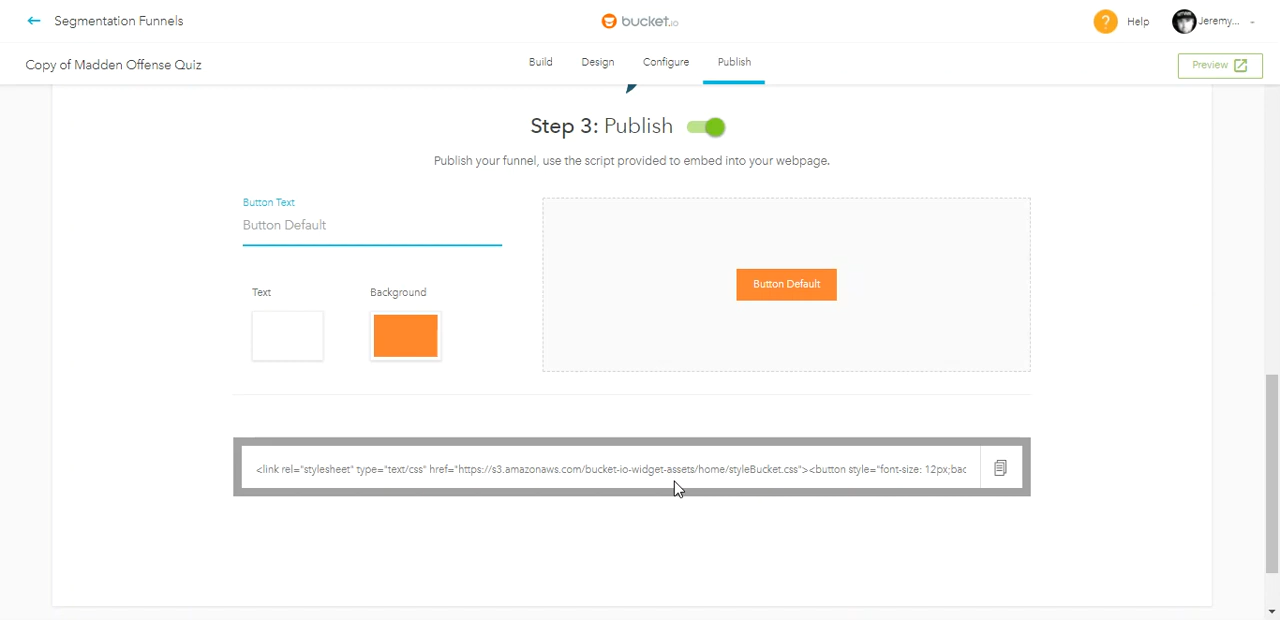 Segmentation Funnels
bucket.io
? Help
Jeremy...
Copy of Madden Offense Quiz
Build
Design
Configure
Publish
Preview
Step 3: Publish
Publish your funnel, use the script provided to embed into your webpage.
Button Text
Button Default
Button Default
Text
Background
<link rel="stylesheet" type="text/css" href="https://s3.amazonaws.com/bucket-io-widget-assets/home/styleBucket.css"><button style="font-size: 12px;bac